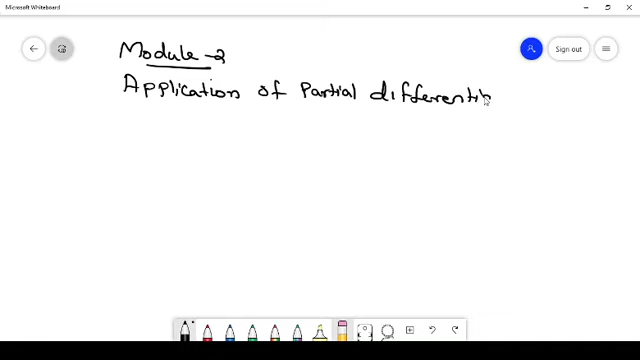 Microsoft Whiteboard
Sign out
Module - 2
Application of Partial differenti